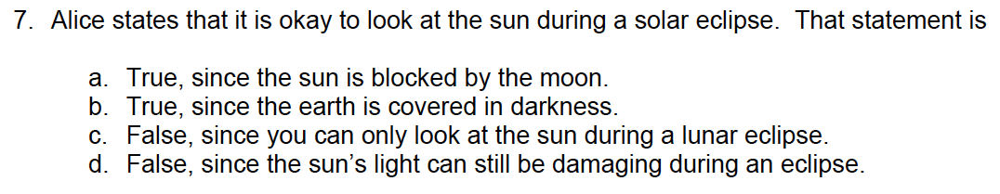 7. Alice states that it is okay to look at the sun during a solar eclipse. That statement is
a. True, since the sun is blocked by the moon.
b. True, since the earth is covered in darkness.
c. False, since you can only look at the sun during a lunar eclipse.
d. False, since the sun’s light can still be damaging during an eclipse.